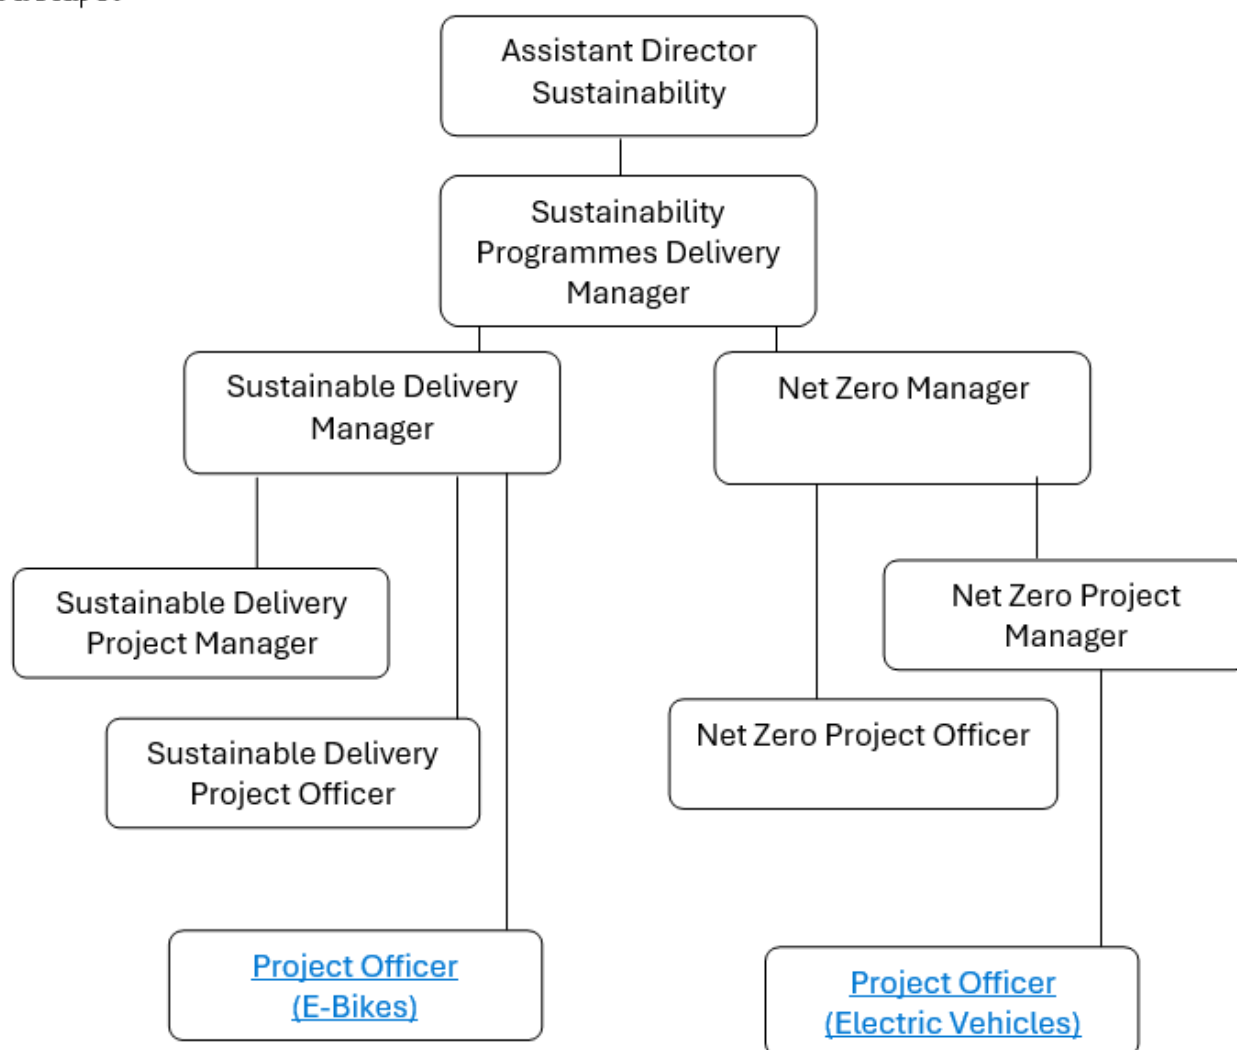 Assistant Director
Sustainability
Sustainability
Programmes Delivery
Manager
Sustainable Delivery
Manager
Net Zero Manager
Sustainable Delivery
Project Manager
Net Zero Project
Manager
Net Zero Project Officer
Sustainable Delivery
Project Officer
Project Officer
(E-Bikes)
Project Officer
(Electric Vehicles)